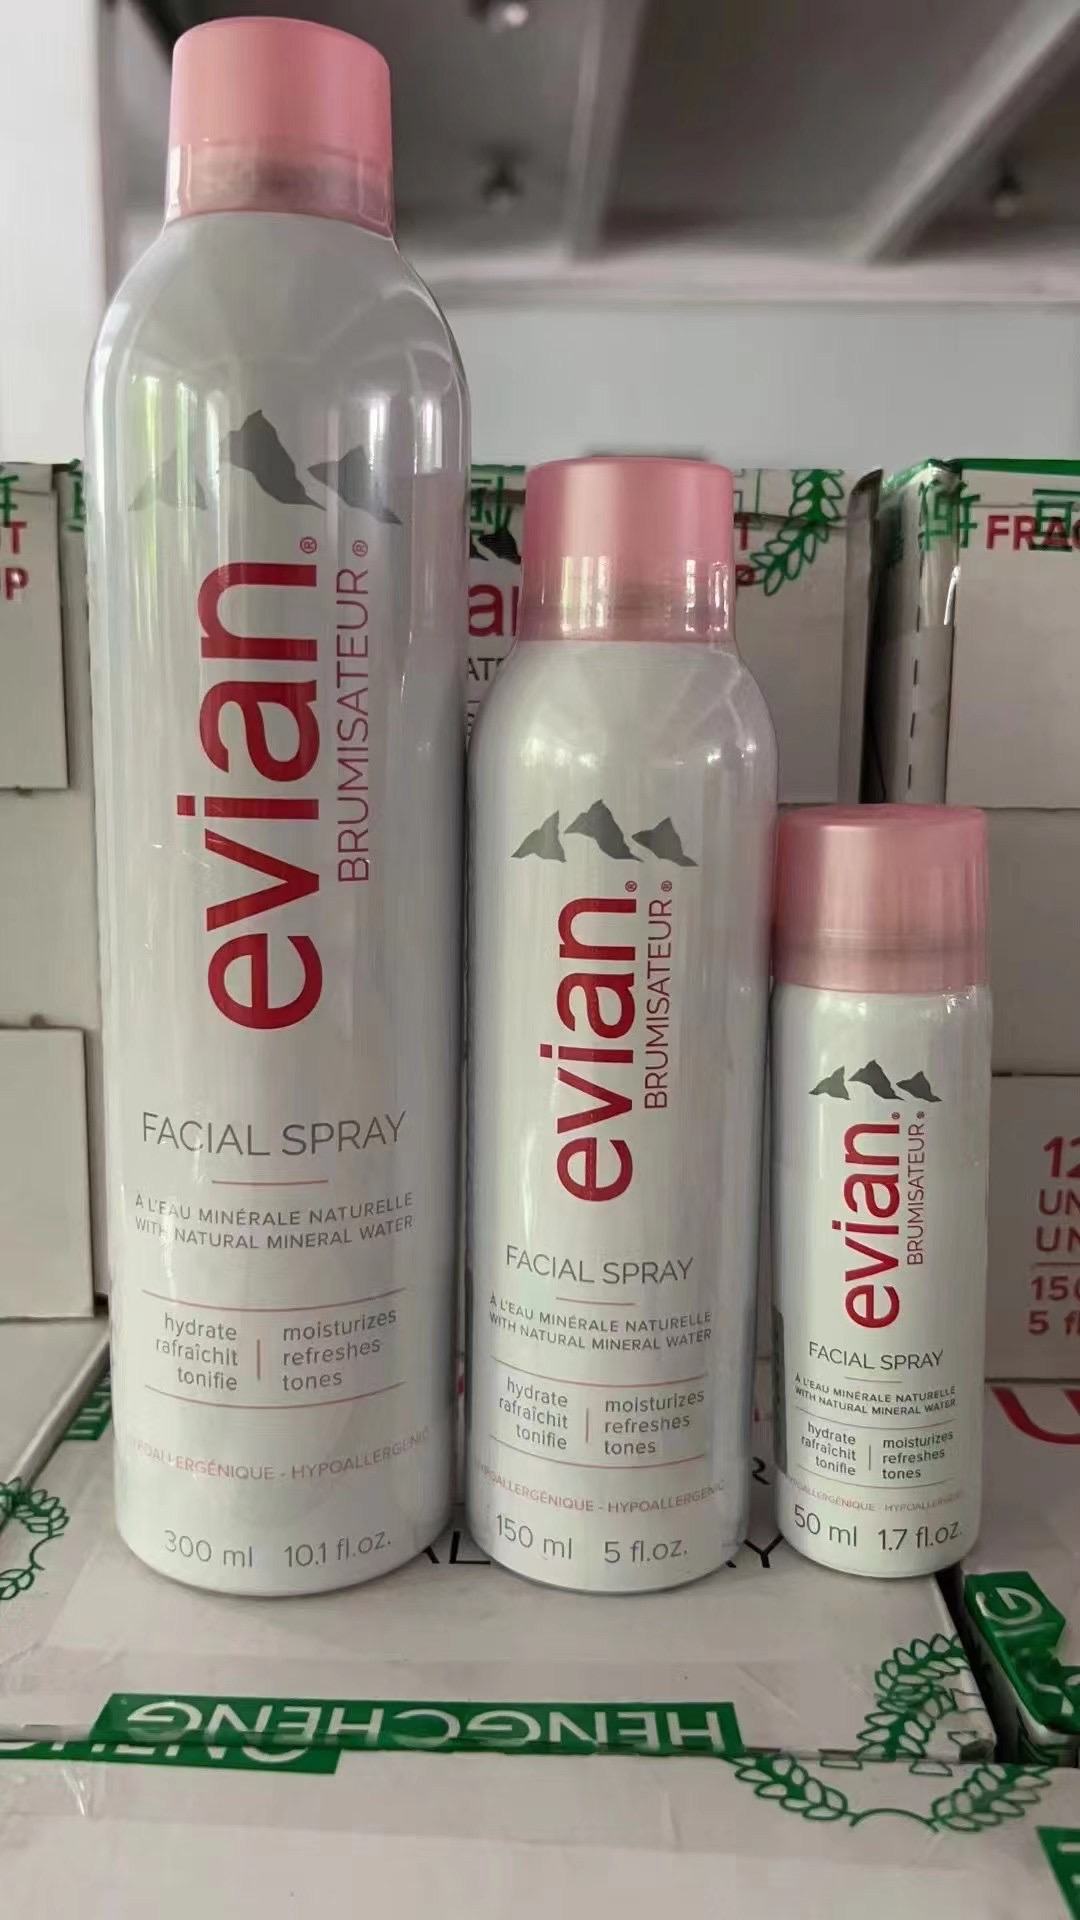 evian®
BRUMISATEUR®
FACIAL SPRAY
À L'EAU MINÉRALE NATURELLE
WITH NATURAL MINERAL WATER
hydrate
rafraîchit
tonifie
moisturizes
refreshes
tones
HYPOALLERGÉNIQUE - HYPOALLERGENIC
300 ml 10.1 fl.oz.
evian®
BRUMISATEUR®
FACIAL SPRAY
À L'EAU MINÉRALE NATURELLE
WITH NATURAL MINERAL WATER
hydrate
rafraîchit
tonifie
moisturizes
refreshes
tones
HYPOALLERGÉNIQUE - HYPOALLERGENIC
150 ml 5 fl.oz.
evian®
BRUMISATEUR®
FACIAL SPRAY
À L'EAU MINÉRALE NATURELLE
WITH NATURAL MINERAL WATER
hydrate
rafraîchit
tonifie
moisturizes
refreshes
tones
HYPOALLERGÉNIQUE - HYPOALLERGENIC
50 ml 1.7 fl.oz.
HENGCHENG